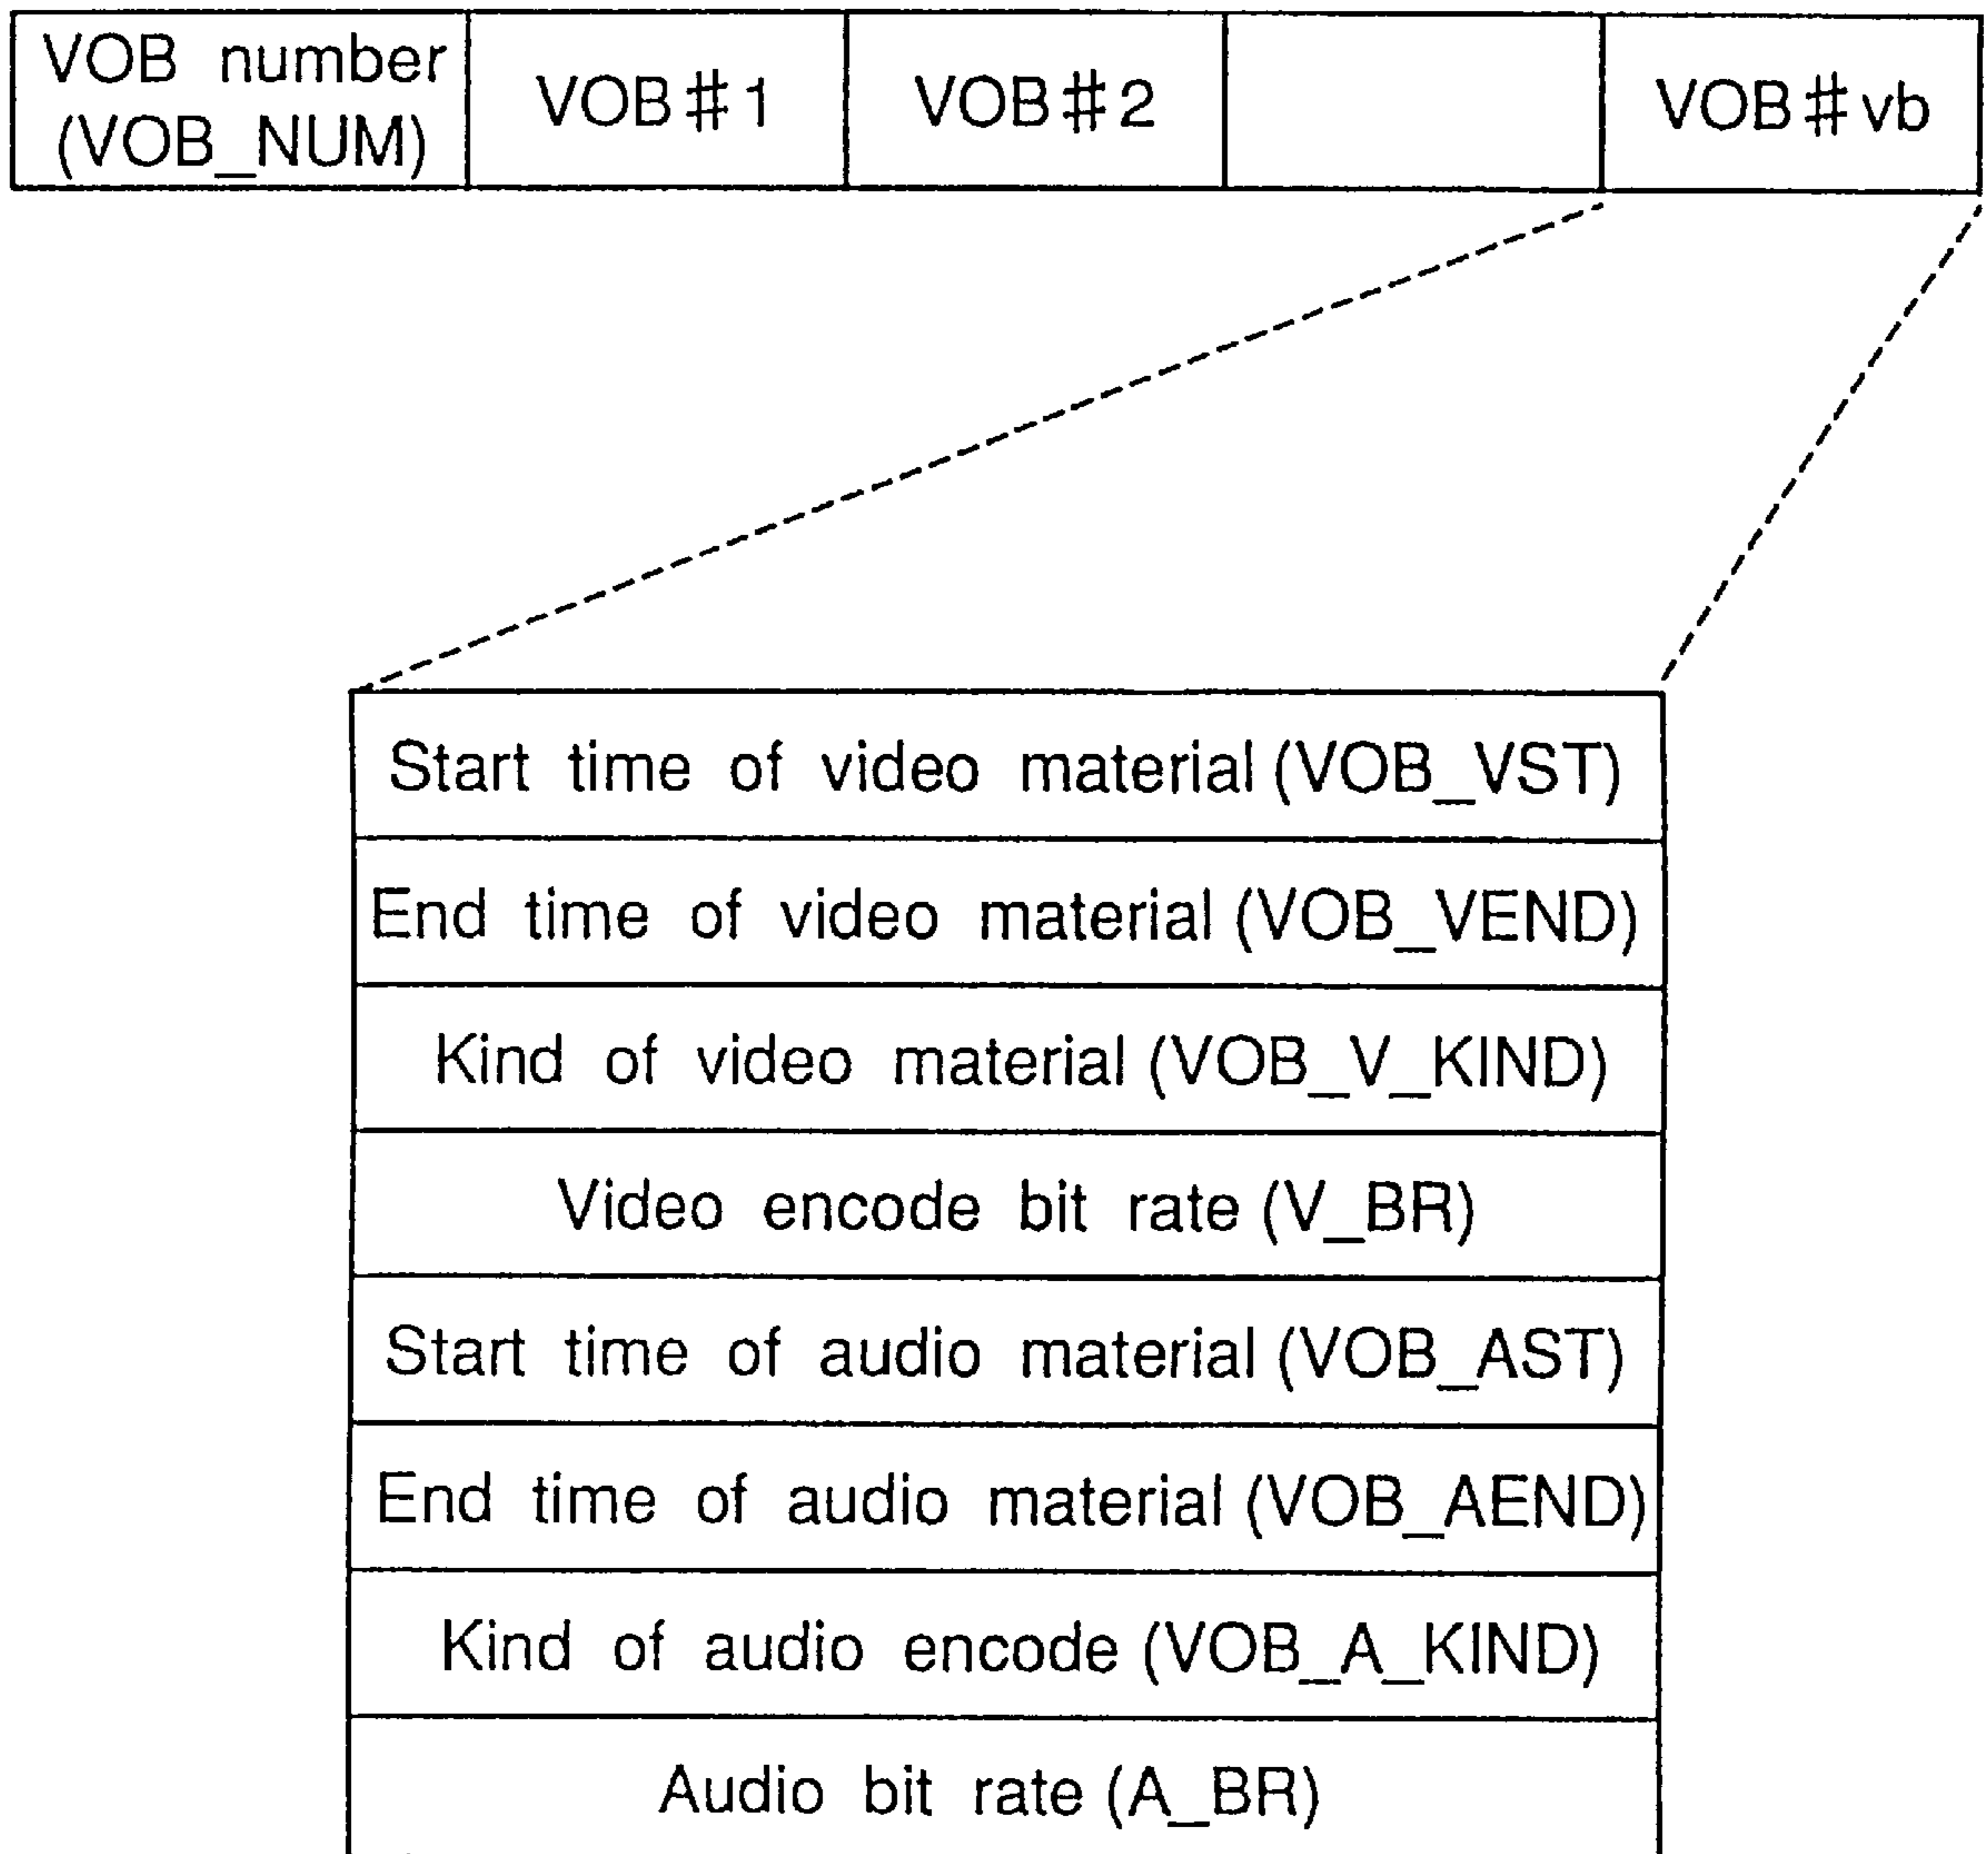 VOB number
(VOB_NUM)
VOB#1
VOB#2
VOB#vb
Start time of video material (VOB_VST)
End time of video material (VOB_VEND)
Kind of video material (VOB_V_KIND)
Video encode bit rate (V_BR)
Start time of audio material (VOB_AST)
End time of audio material (VOB_AEND)
Kind of audio encode (VOB_A_KIND)
Audio bit rate (A_BR)